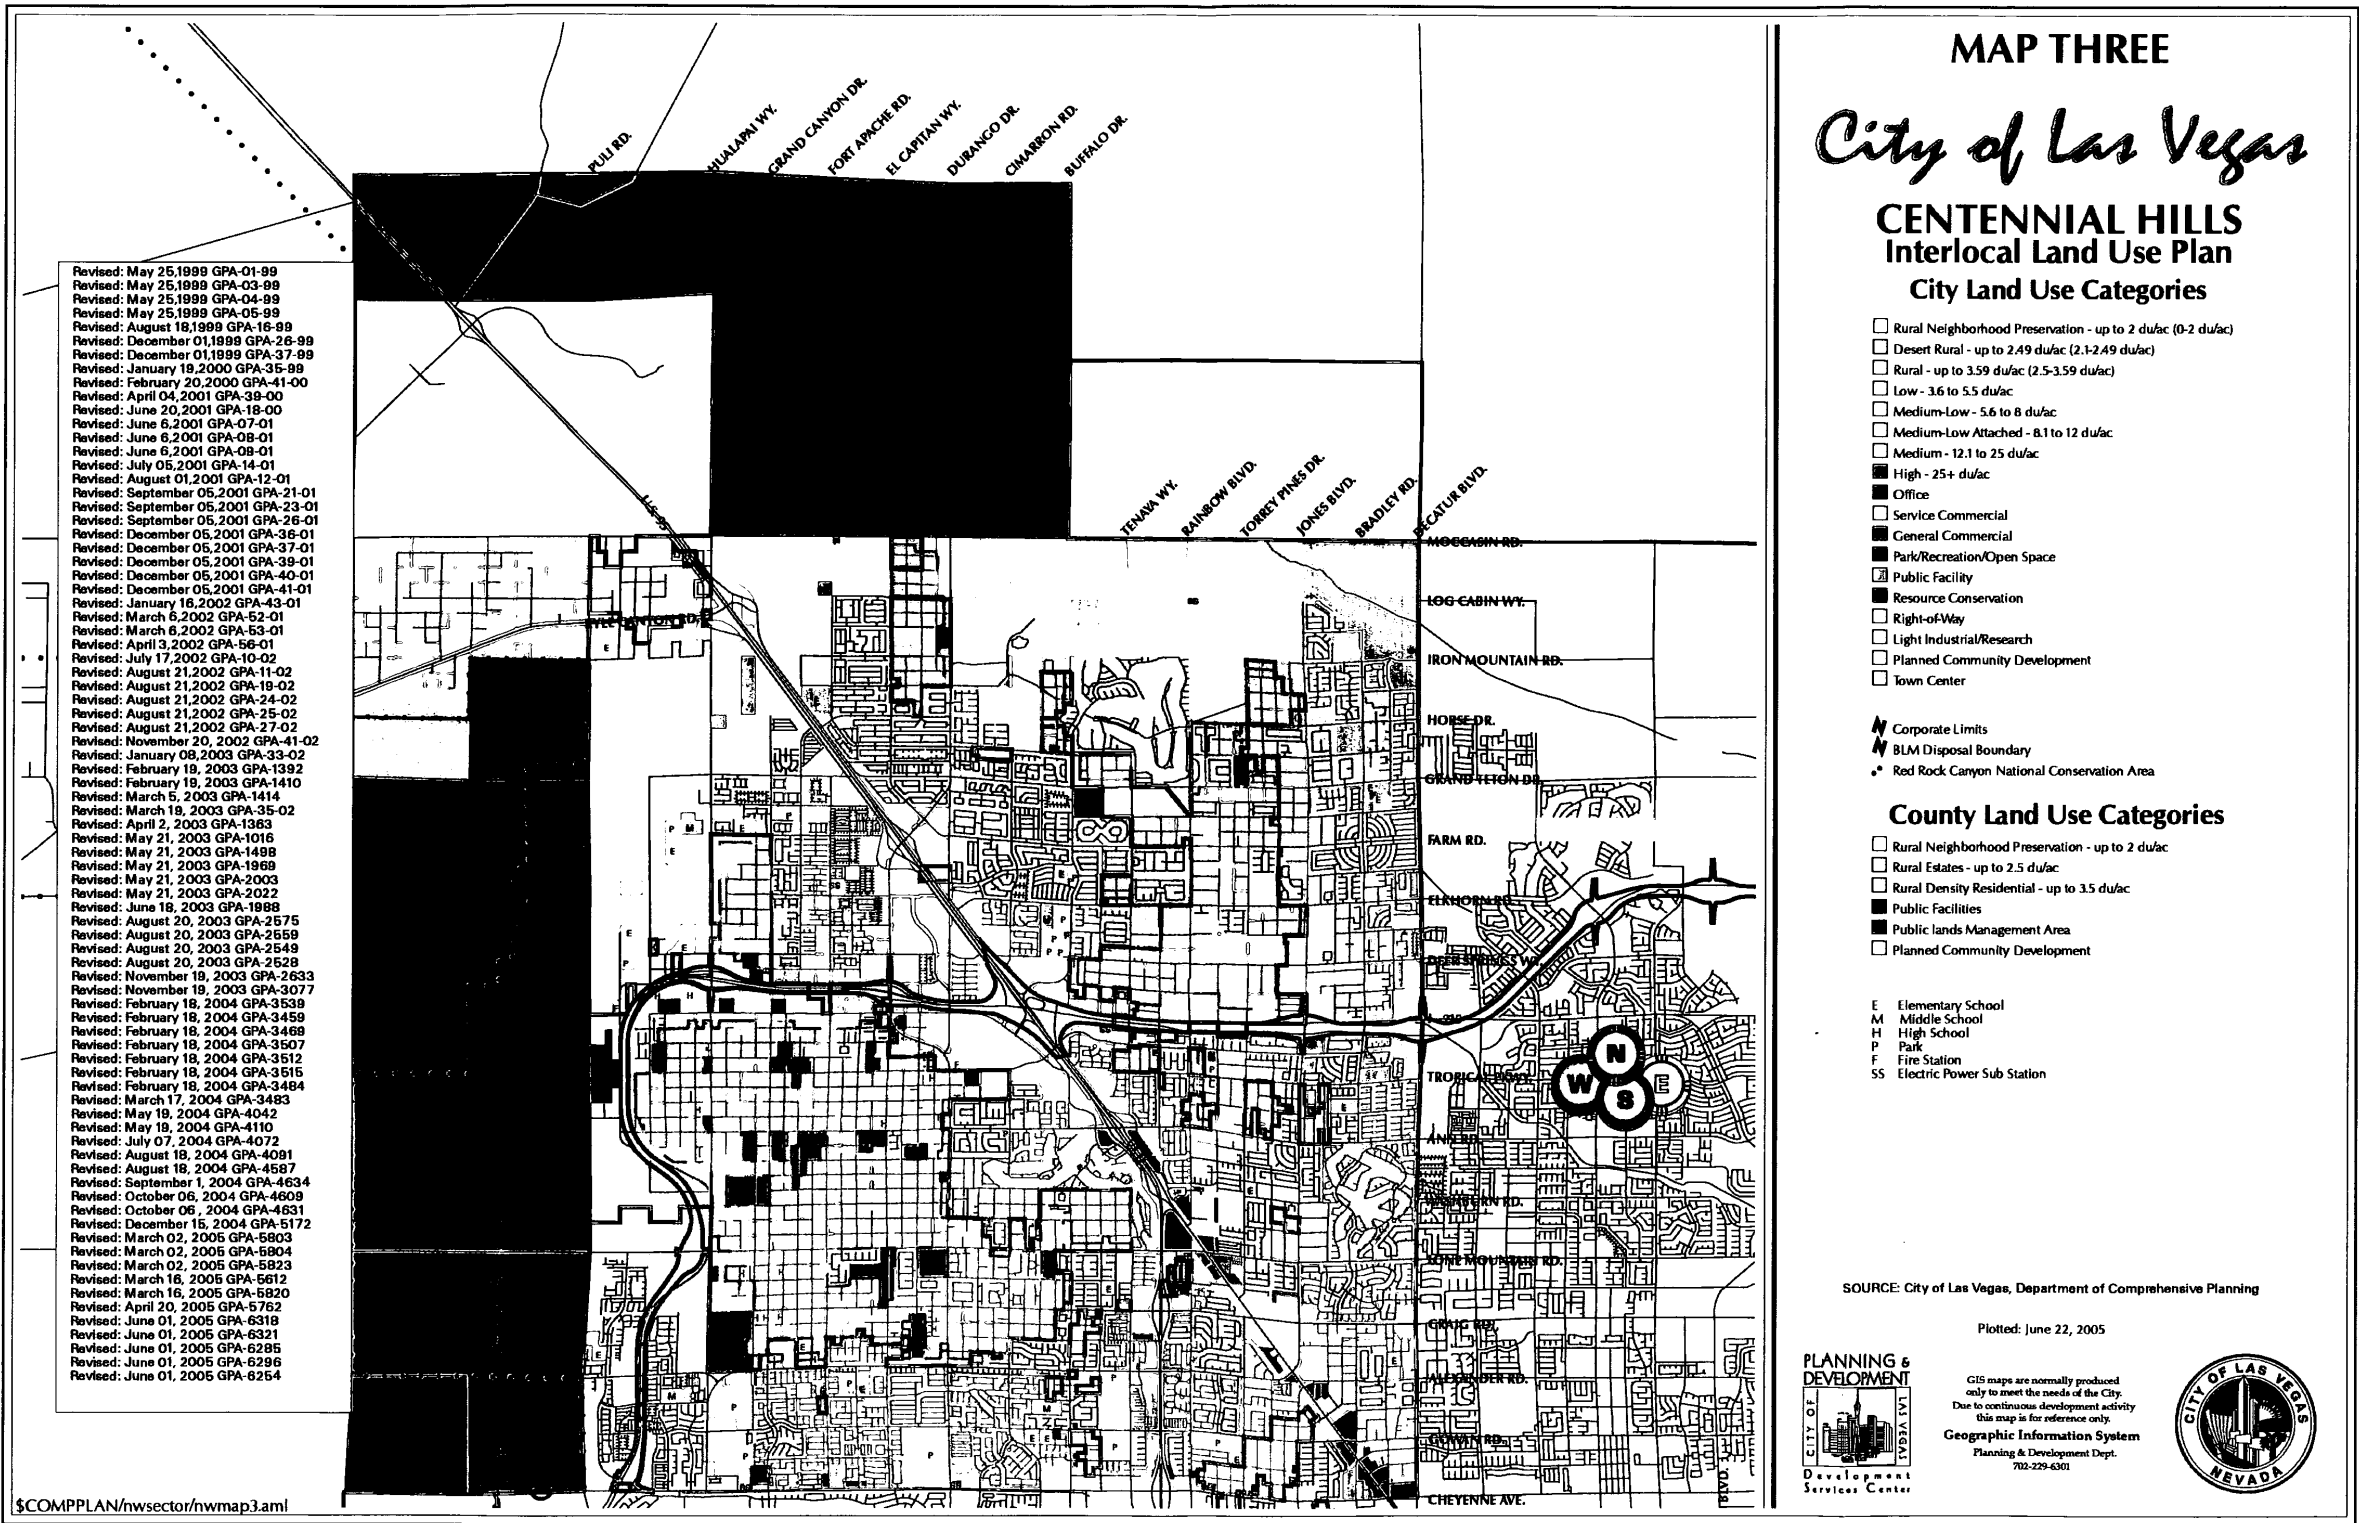 MAP THREE
City of Las Vegas
CENTENNIAL HILLS
Interlocal Land Use Plan
City Land Use Categories
Rural Neighborhood Preservation - up to 2 du/ac (0-2 du/ac)
Desert Rural - up to 2.49 du/ac (2.1-2.49 du/ac)
Rural - up to 3.59 du/ac (2.5-3.59 du/ac)
Low - 3.6 to 5.5 du/ac
Medium-Low - 5.6 to 8 du/ac
Medium-Low Attached - 8.1 to 12 du/ac
Medium - 12.1 to 25 du/ac
High - 25+ du/ac
Office
Service Commercial
General Commercial
Park/Recreation/Open Space
Public Facility
Resource Conservation
Right-of-Way
Light Industrial/Research
Planned Community Development
Town Center
Corporate Limits
BLM Disposal Boundary
Red Rock Canyon National Conservation Area
County Land Use Categories
Rural Neighborhood Preservation - up to 2 du/ac
Rural Estates - up to 2.5 du/ac
Rural Density Residential - up to 3.5 du/ac
Public Facilities
Public lands Management Area
Planned Community Development
E Elementary School
M Middle School
H High School
P Park
F Fire Station
SS Electric Power Sub Station
SOURCE: City of Las Vegas, Department of Comprehensive Planning
Plotted: June 22, 2005
PLANNING &
DEVELOPMENT
CITY OF
LAS VEGAS
Development
Services Center
GIS maps are normally produced
only to meet the needs of the City.
Due to continuous development activity
this map is for reference only.
Geographic Information System
Planning & Development Dept.
702-229-6301
CITY OF LAS VEGAS
NEVADA
PULI RD.
HUALAPAI WY.
GRAND CANYON DR.
FORT APACHE RD.
EL CAPITAN WY.
DURANGO DR.
CIMARRON RD.
BUFFALO DR.
TENAYA WY.
RAINBOW BLVD.
TORREY PINES DR.
JONES BLVD.
BRADLEY RD.
DECATUR BLVD.
U.S. 95
MOCCASIN RD.
LOG CABIN WY.
IRON MOUNTAIN RD.
HORSE DR.
GRAND TETON DR.
FARM RD.
ELKHORN RD.
DEER SPRINGS WY.
TROPICAL PKWY.
ANN RD.
WASHBURN RD.
LONE MOUNTAIN RD.
CRAIG RD.
ALEXANDER RD.
GOWAN RD.
CHEYENNE AVE.
BLVD.
N
W
E
S
Revised: May 25,1999 GPA-01-99
Revised: May 25,1999 GPA-03-99
Revised: May 25,1999 GPA-04-99
Revised: May 25,1999 GPA-05-99
Revised: August 18,1999 GPA-16-99
Revised: December 01,1999 GPA-26-99
Revised: December 01,1999 GPA-37-99
Revised: January 19,2000 GPA-35-99
Revised: February 20,2000 GPA-41-00
Revised: April 04,2001 GPA-39-00
Revised: June 20,2001 GPA-18-00
Revised: June 6,2001 GPA-07-01
Revised: June 6,2001 GPA-08-01
Revised: June 6,2001 GPA-09-01
Revised: July 05,2001 GPA-14-01
Revised: August 01,2001 GPA-12-01
Revised: September 05,2001 GPA-21-01
Revised: September 05,2001 GPA-23-01
Revised: September 05,2001 GPA-26-01
Revised: December 05,2001 GPA-36-01
Revised: December 05,2001 GPA-37-01
Revised: December 05,2001 GPA-39-01
Revised: December 05,2001 GPA-40-01
Revised: December 05,2001 GPA-41-01
Revised: January 16,2002 GPA-43-01
Revised: March 6,2002 GPA-52-01
Revised: March 6,2002 GPA-53-01
Revised: April 3,2002 GPA-56-01
Revised: July 17,2002 GPA-10-02
Revised: August 21,2002 GPA-11-02
Revised: August 21,2002 GPA-19-02
Revised: August 21,2002 GPA-24-02
Revised: August 21,2002 GPA-25-02
Revised: August 21,2002 GPA-27-02
Revised: November 20, 2002 GPA-41-02
Revised: January 08,2003 GPA-33-02
Revised: February 19, 2003 GPA-1392
Revised: February 19, 2003 GPA-1410
Revised: March 5, 2003 GPA-1414
Revised: March 19, 2003 GPA-35-02
Revised: April 2, 2003 GPA-1363
Revised: May 21, 2003 GPA-1016
Revised: May 21, 2003 GPA-1498
Revised: May 21, 2003 GPA-1969
Revised: May 21, 2003 GPA-2003
Revised: May 21, 2003 GPA-2022
Revised: June 18, 2003 GPA-1988
Revised: August 20, 2003 GPA-2575
Revised: August 20, 2003 GPA-2559
Revised: August 20, 2003 GPA-2549
Revised: August 20, 2003 GPA-2528
Revised: November 19, 2003 GPA-2633
Revised: November 19, 2003 GPA-3077
Revised: February 18, 2004 GPA-3539
Revised: February 18, 2004 GPA-3459
Revised: February 18, 2004 GPA-3469
Revised: February 18, 2004 GPA-3507
Revised: February 18, 2004 GPA-3512
Revised: February 18, 2004 GPA-3515
Revised: February 18, 2004 GPA-3484
Revised: March 17, 2004 GPA-3483
Revised: May 19, 2004 GPA-4042
Revised: May 19, 2004 GPA-4110
Revised: July 07, 2004 GPA-4072
Revised: August 18, 2004 GPA-4091
Revised: August 18, 2004 GPA-4587
Revised: September 1, 2004 GPA-4634
Revised: October 06, 2004 GPA-4609
Revised: October 06 , 2004 GPA-4631
Revised: December 15, 2004 GPA-5172
Revised: March 02, 2005 GPA-5803
Revised: March 02, 2005 GPA-5804
Revised: March 02, 2005 GPA-5823
Revised: March 16, 2005 GPA-5612
Revised: March 16, 2005 GPA-5820
Revised: April 20, 2005 GPA-5762
Revised: June 01, 2005 GPA-6318
Revised: June 01, 2005 GPA-6321
Revised: June 01, 2005 GPA-6285
Revised: June 01, 2005 GPA-6296
Revised: June 01, 2005 GPA-6254
$COMPPLAN/nwsector/nwmap3.aml